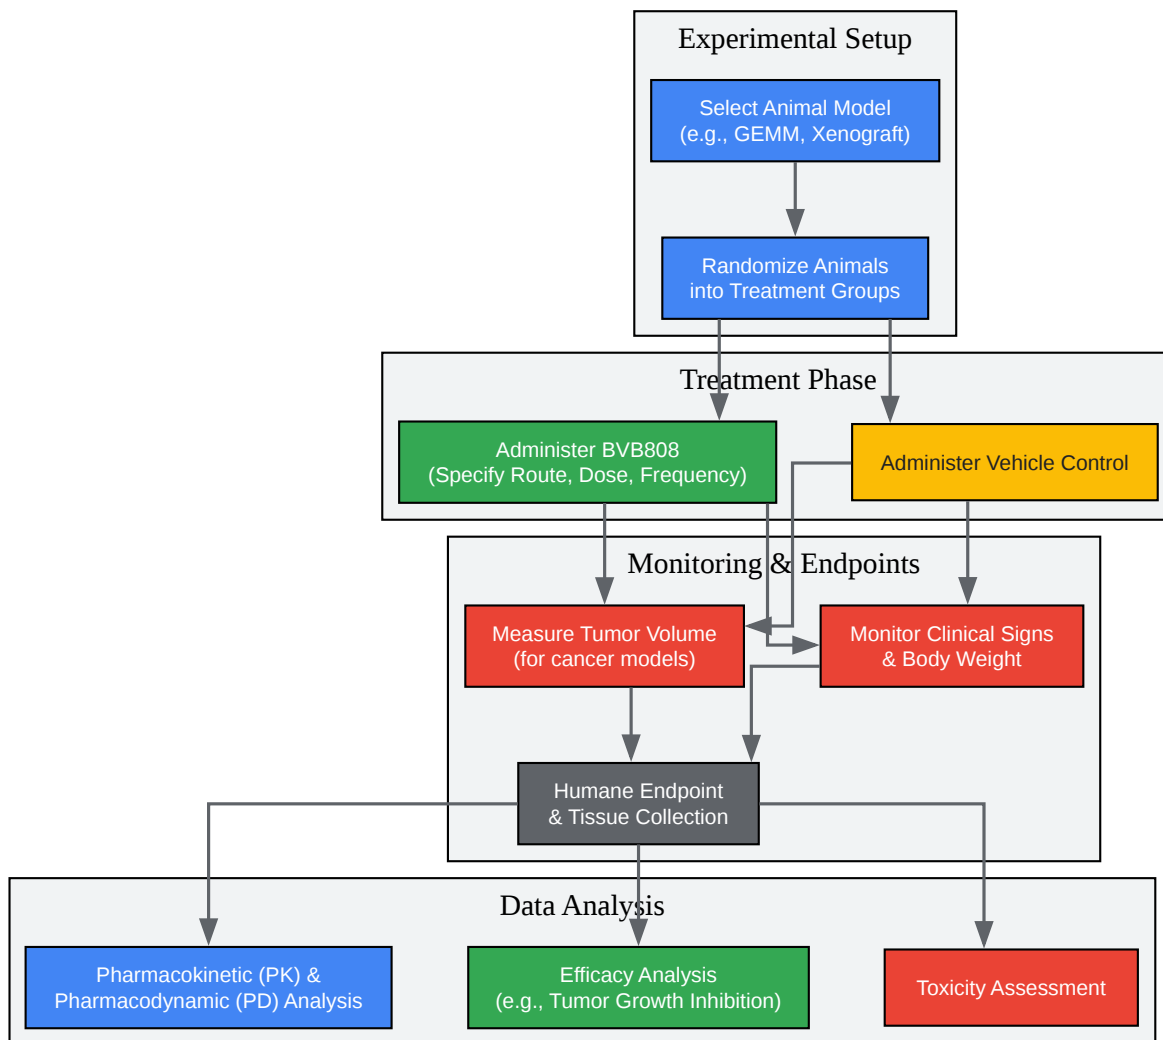 Experimental Setup
Select Animal Model
(e.g., GEMM, Xenograft)
Randomize Animals
into Treatment Groups
Treatment Phase
Administer BVB808
(Specify Route, Dose, Frequency)
Administer Vehicle Control
Monitoring & Endpoints
Measure Tumor Volume
(for cancer models)
Monitor Clinical Signs
& Body Weight
Humane Endpoint
& Tissue Collection
Data Analysis
Pharmacokinetic (PK) &
Pharmacodynamic (PD) Analysis
Efficacy Analysis
(e.g., Tumor Growth Inhibition)
Toxicity Assessment